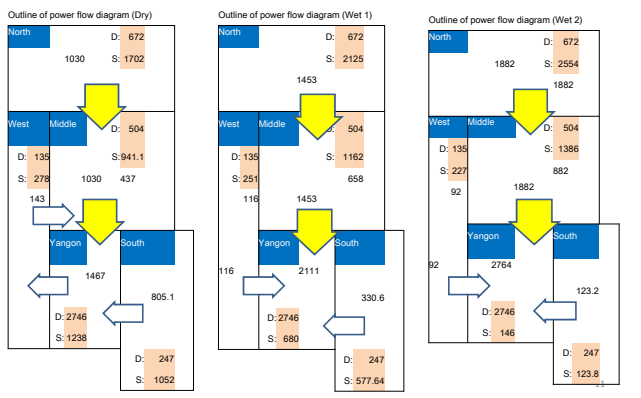 Outline of power flow diagram (Dry)
North
D: 672
1030
S: 1702
West
Middle
D: 504
D: 135
S: 941.1
S: 278
1030
437
143
Yangon
South
1467
805.1
D: 2746
S: 1238
D: 247
S: 1052
Outline of power flow diagram (Wet 1)
North
D: 672
S: 2125
1453
West
Middle
D: 504
D: 135
S: 1162
S: 251
658
116
1453
Yangon
South
116
2111
330.6
D: 2746
S: 680
D: 247
S: 577.64
Outline of power flow diagram (Wet 2)
North
D: 672
1882
S: 2554
1882
West
Middle
D: 504
D: 135
S: 1386
S: 227
882
92
1882
Yangon
South
92
2764
123.2
D: 2746
S: 146
D: 247
S: 123.8